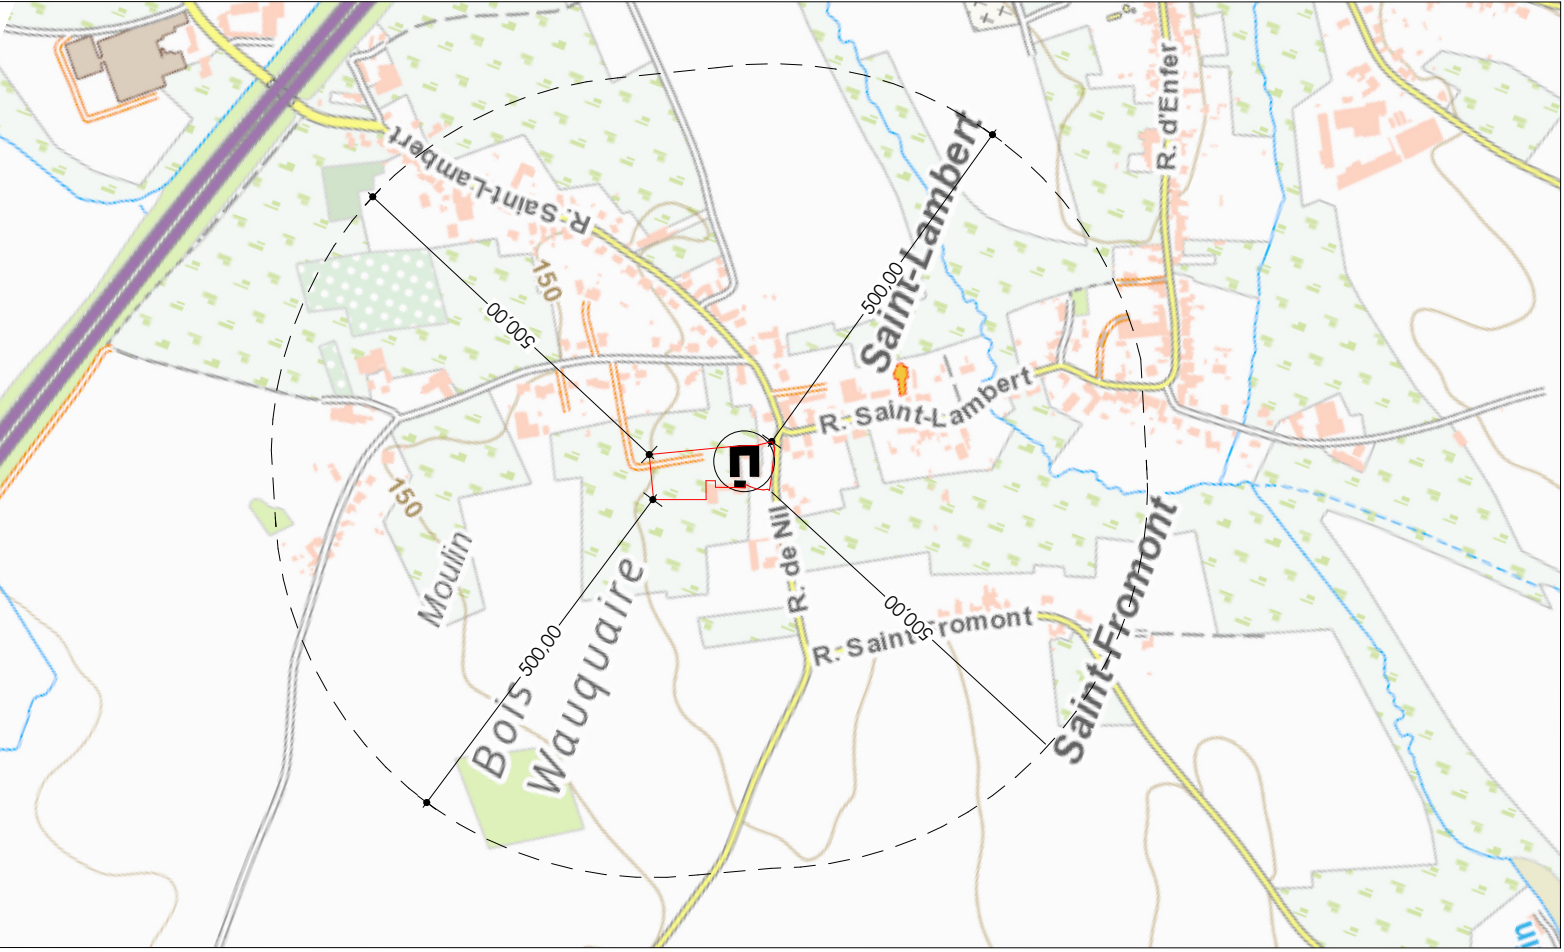 R. d'Enfer
Saint-Lambert
R. Saint-Lambert
150
500,00
500,00
R. Saint-Lambert
150
Moulin
R. de Nil
Bois
Wauquaire
500,00
500,00
R. Saint-Fromont
Saint-Fromont
in